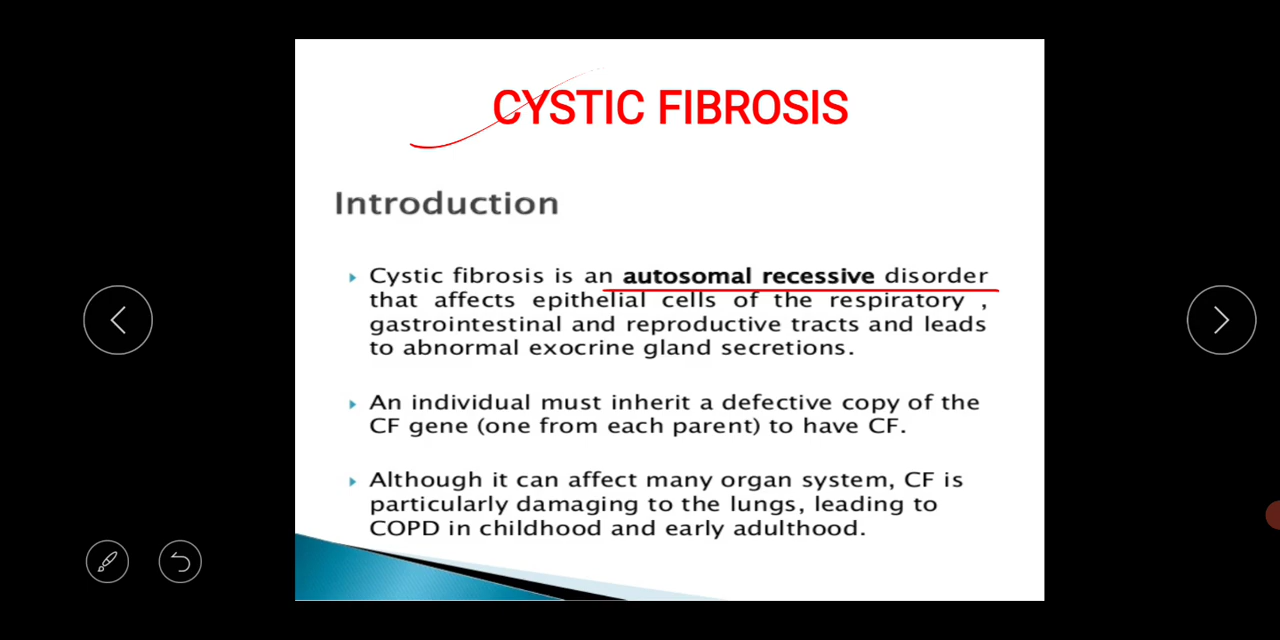 CYSTIC FIBROSIS
Introduction
Cystic fibrosis is an autosomal recessive disorder
that affects epithelial cells of the respiratory ,
gastrointestinal and reproductive tracts and leads
to abnormal exocrine gland secretions.
An individual must inherit a defective copy of the
CF gene (one from each parent) to have CF.
Although it can affect many organ system, CF is
particularly damaging to the lungs, leading to
COPD in childhood and early adulthood.